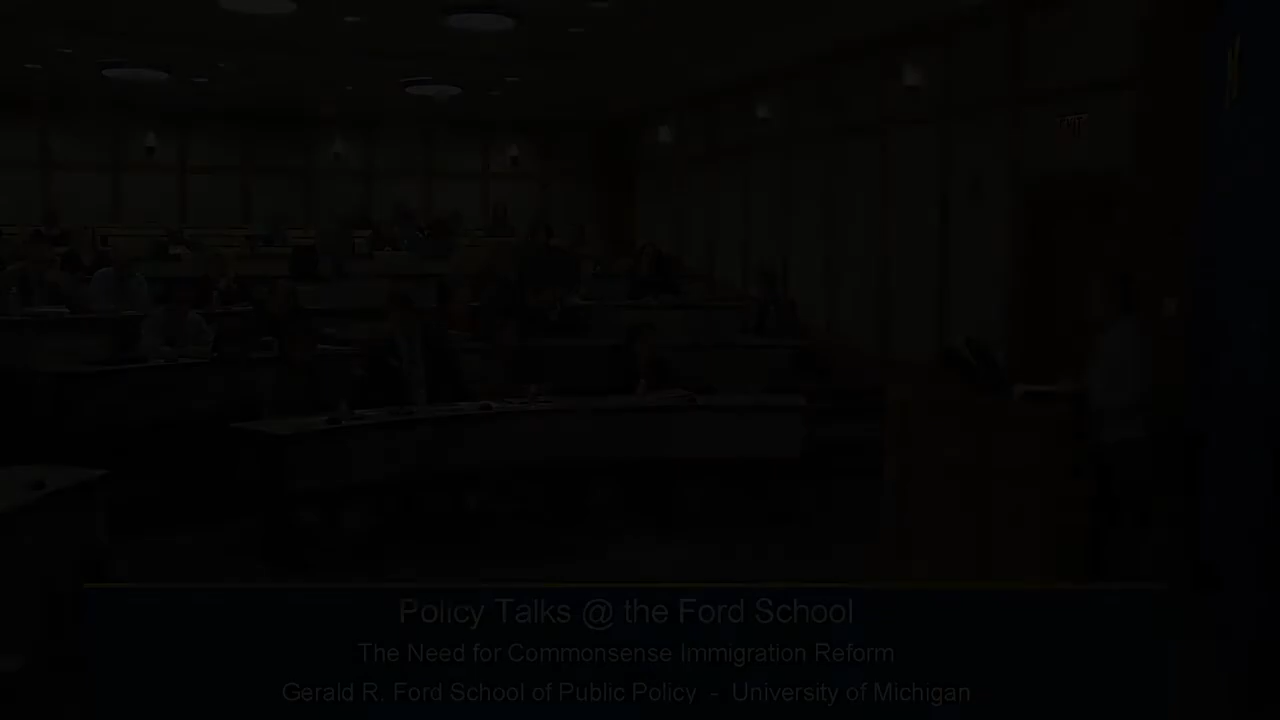 EXIT
Policy Talks @ the Ford School
The Need for Commonsense Immigration Reform
Gerald R. Ford School of Public Policy - University of Michigan